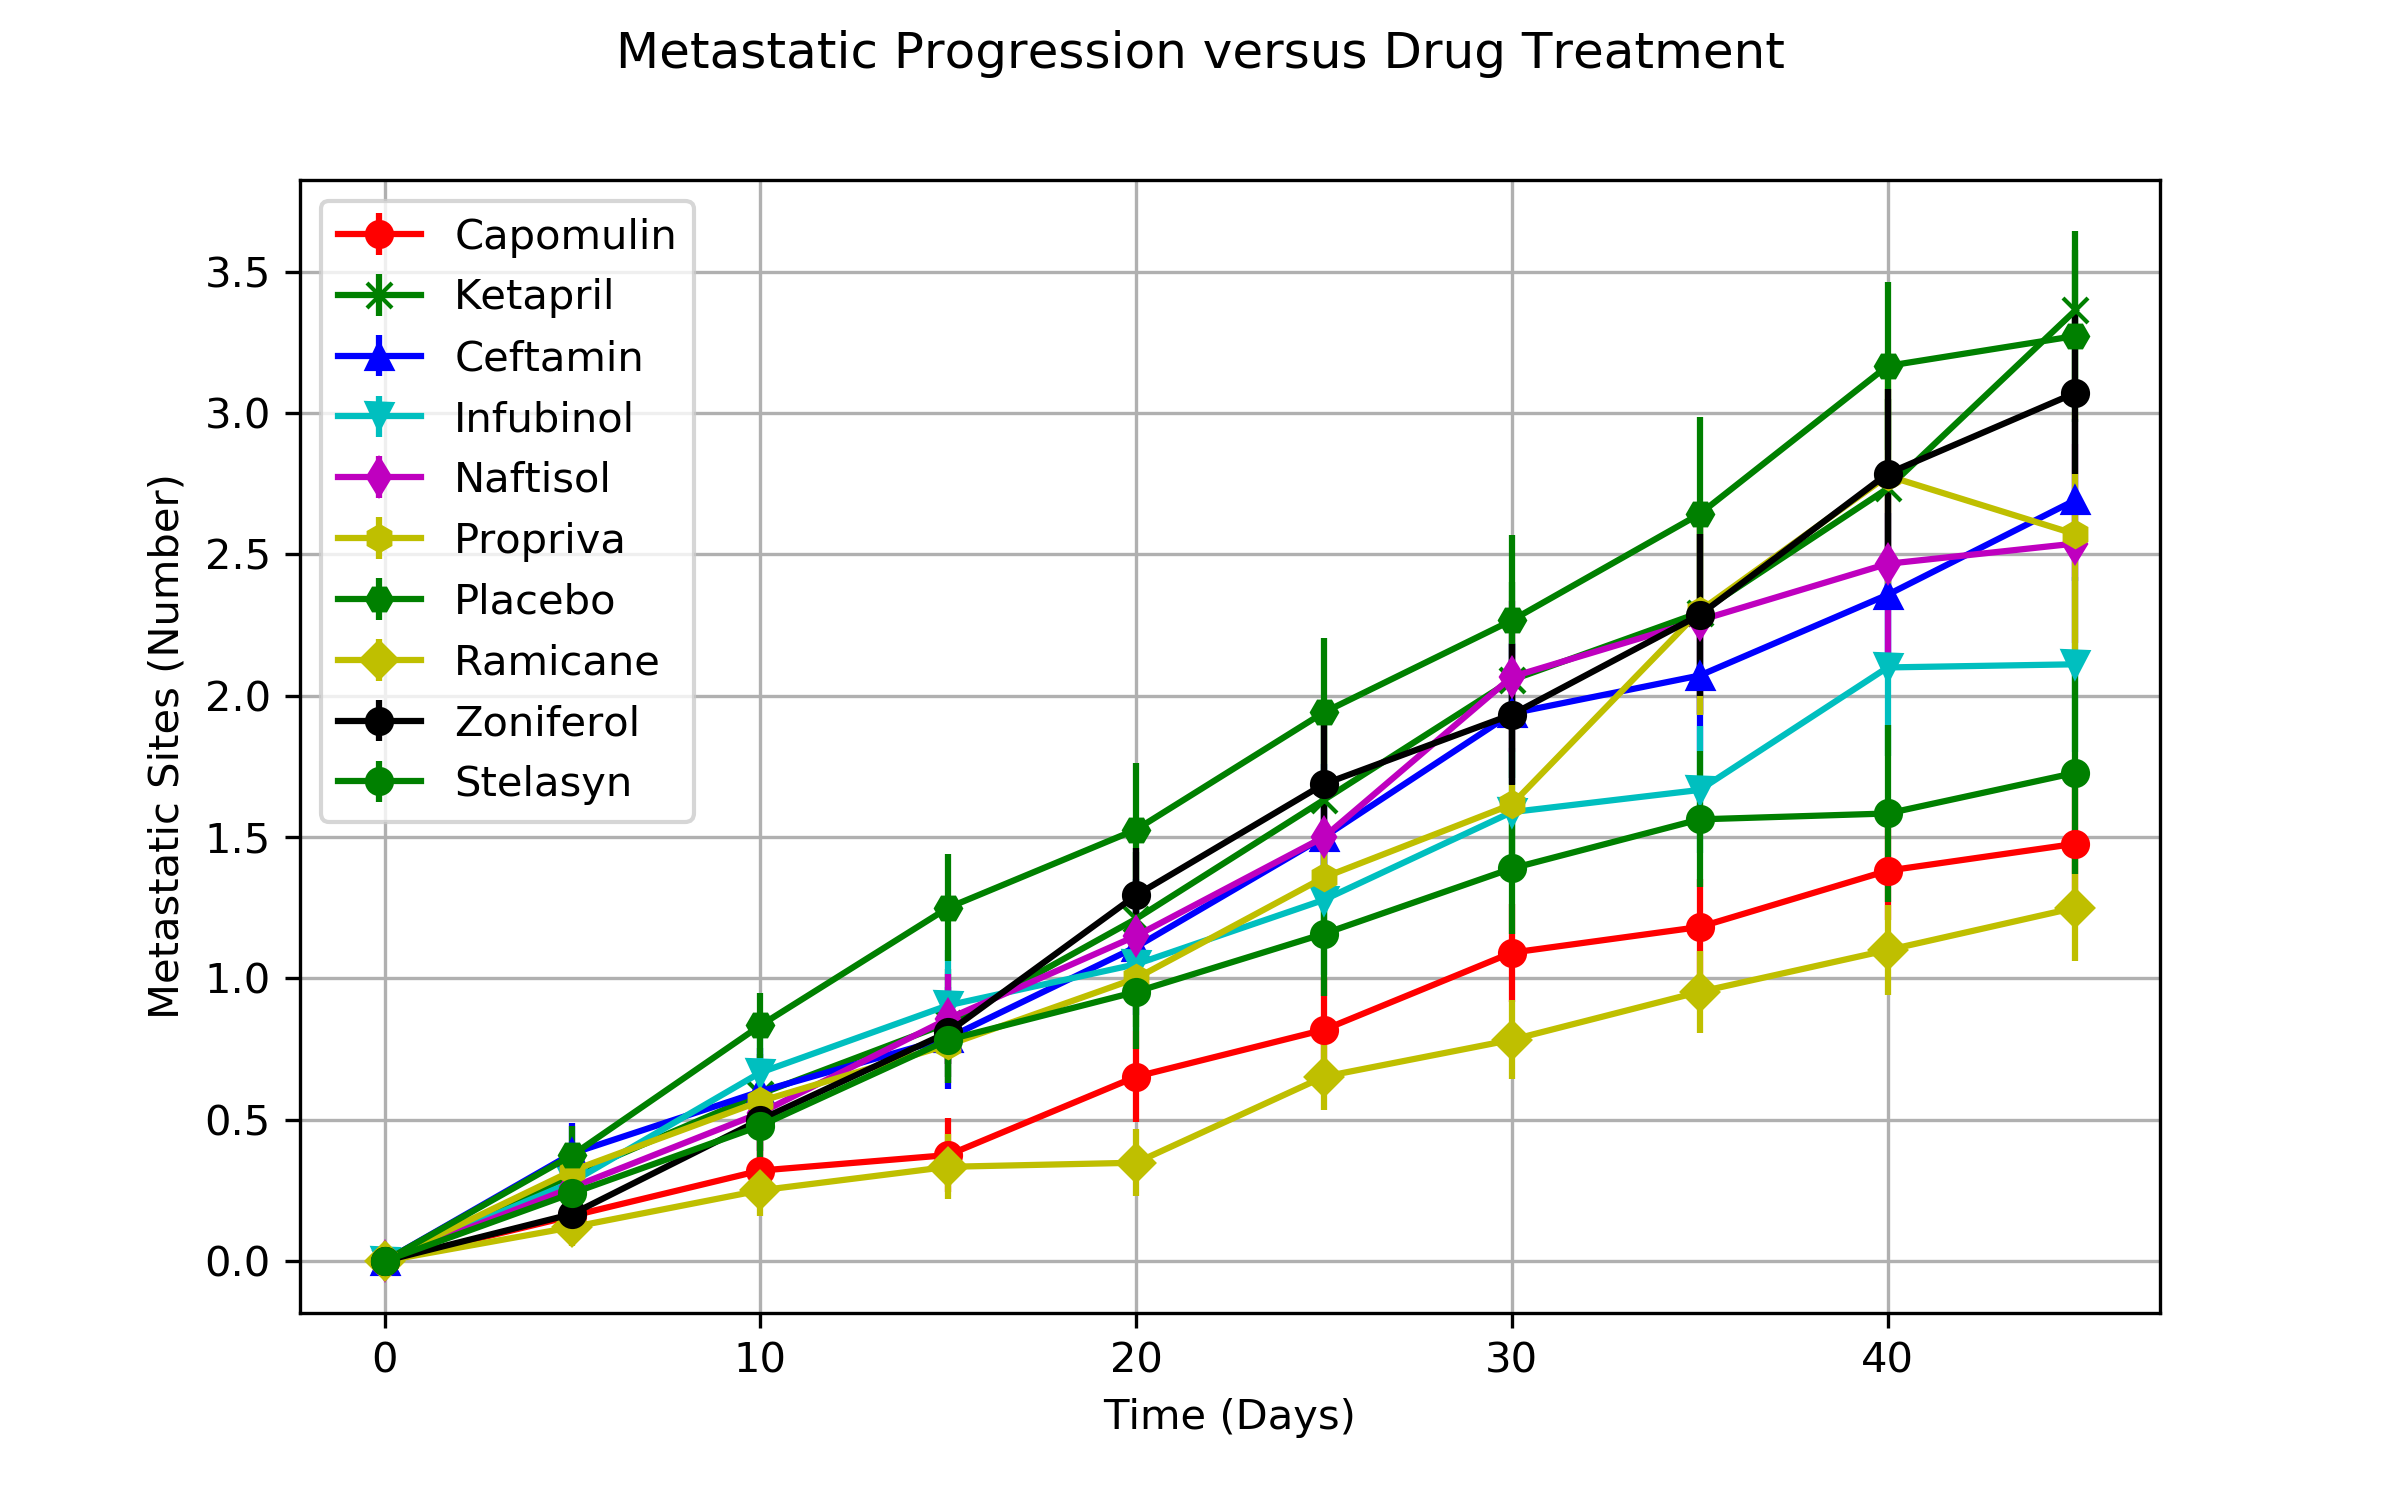 Metastatic Progression versus Drug Treatment
Capomulin
Ketapril
Ceftamin
Infubinol
Naftisol
Propriva
Placebo
Ramicane
Zoniferol
Stelasyn
Metastatic Sites (Number)
3.5
3.0
2.5
2.0
1.5
1.0
0.5
0.0
0 10 20 30 40
Time (Days)